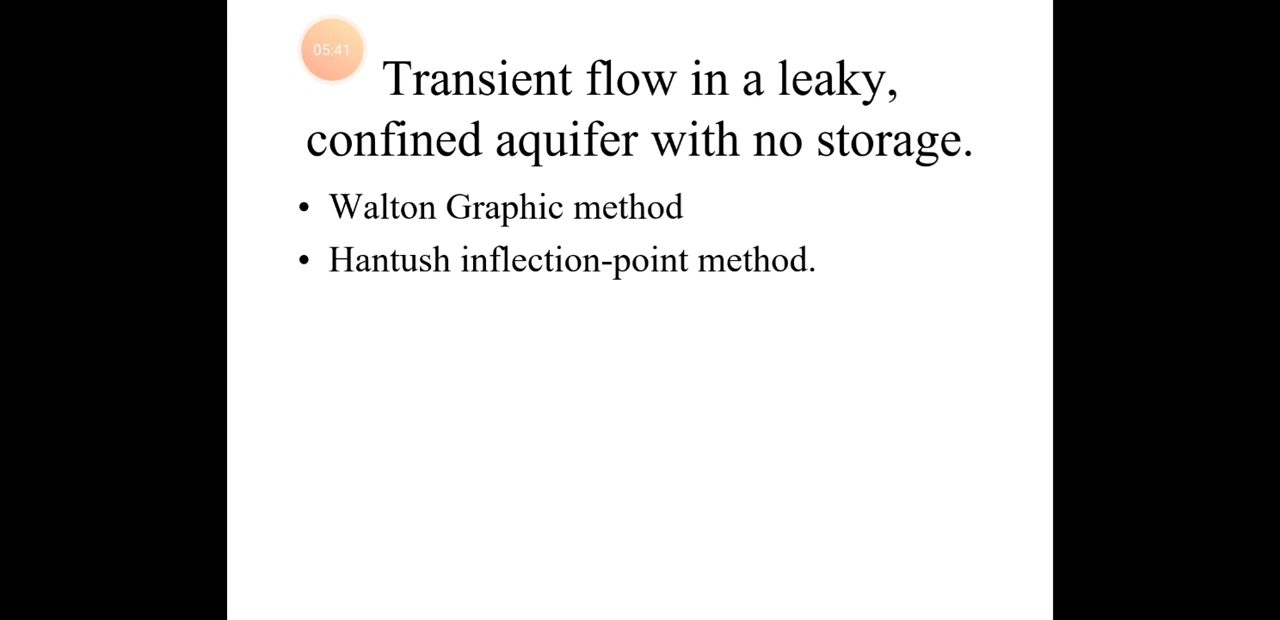 05:41
Transient flow in a leaky,
confined aquifer with no storage.
• Walton Graphic method
• Hantush inflection-point method.